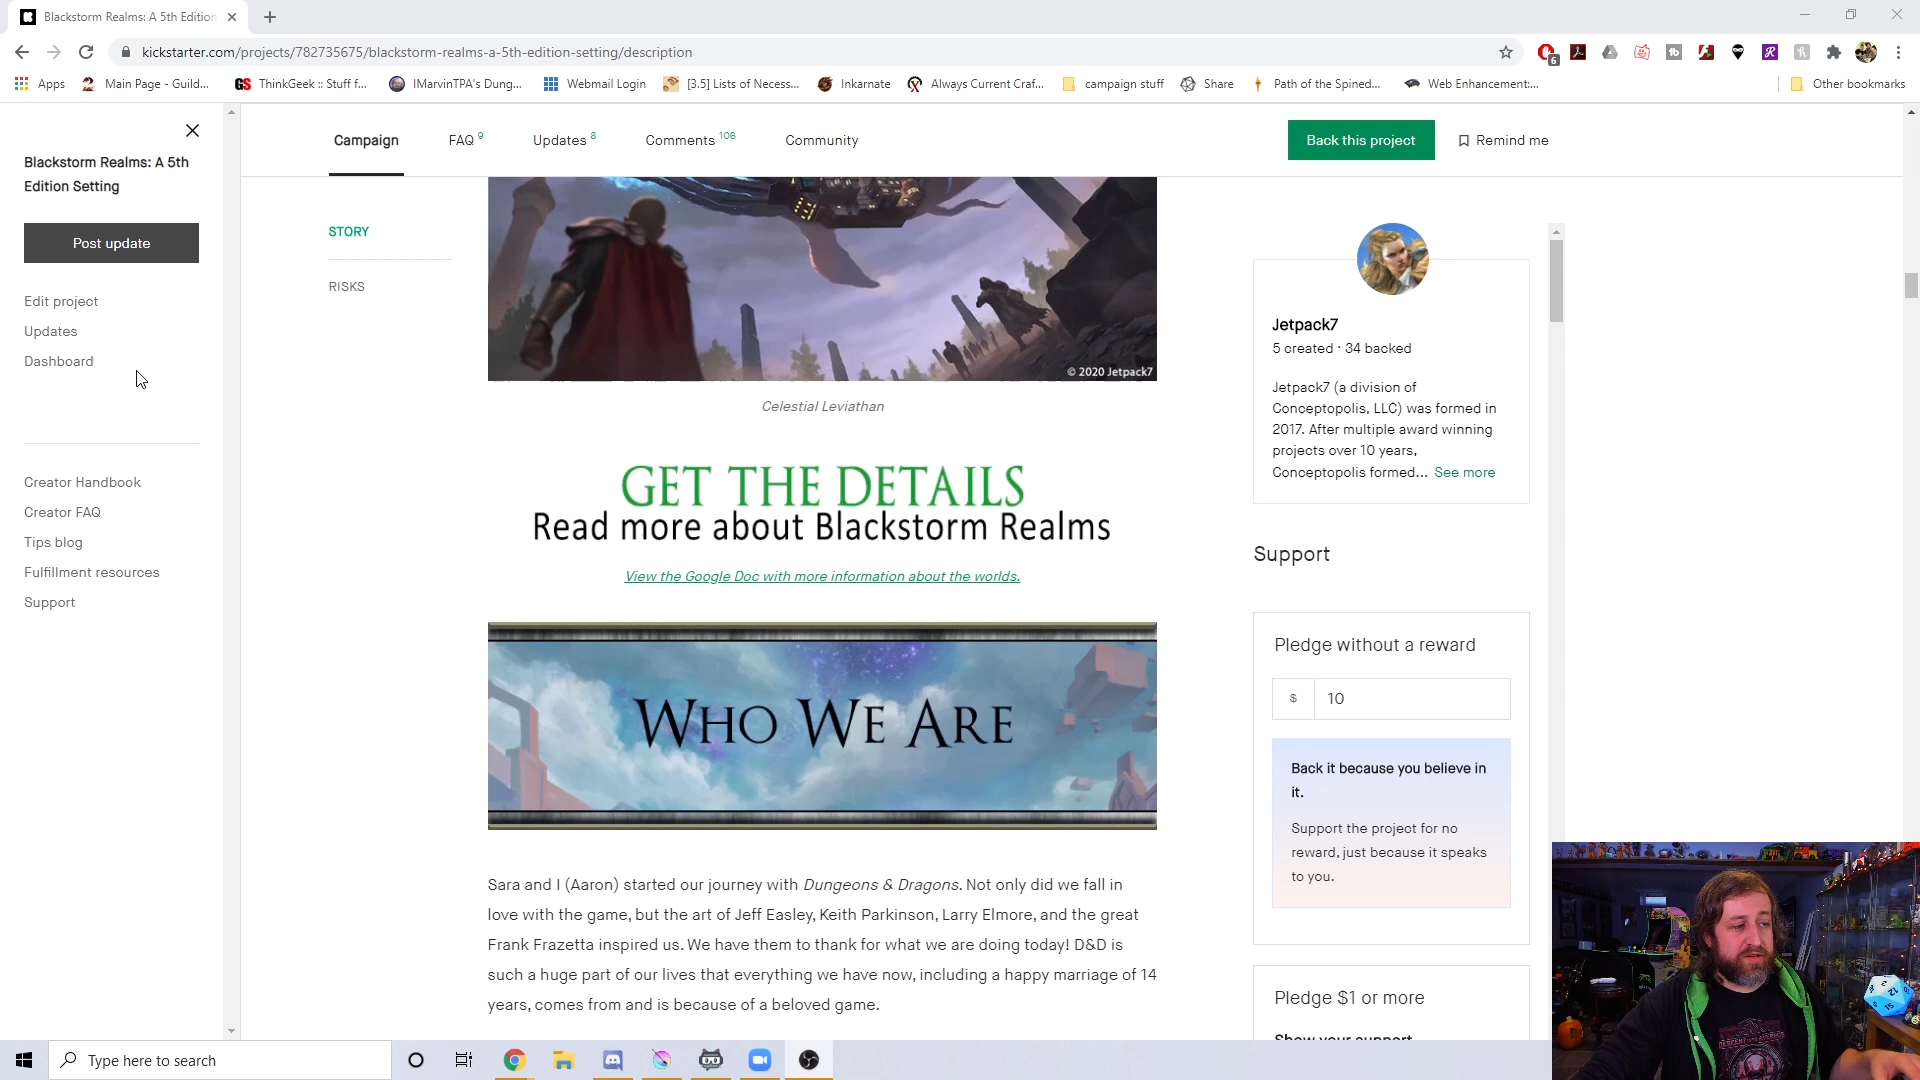 Blackstorm Realms: A 5th Edition
kickstarter.com/projects/782735675/blackstorm-realms-a-5th-edition-setting/description
6
Apps
Main Page - Guild...
GS
ThinkGeek :: Stuff f...
IMarvinTPA's Dung...
Webmail Login
[3.5] Lists of Necess...
Inkarnate
Always Current Craf...
campaign stuff
Share
Path of the Spined...
Web Enhancement:...
Other bookmarks
Blackstorm Realms: A 5th
Edition Setting
Post update
Edit project
Updates
Dashboard
Creator Handbook
Creator FAQ
Tips blog
Fulfillment resources
Support
Campaign
FAQ 9
Updates 8
Comments 106
Community
Back this project
Remind me
STORY
RISKS
© 2020 Jetpack7
Celestial Leviathan
GET THE DETAILS
Read more about Blackstorm Realms
View the Google Doc with more information about the worlds.
WHO WE ARE
Sara and I (Aaron) started our journey with Dungeons & Dragons. Not only did we fall in
love with the game, but the art of Jeff Easley, Keith Parkinson, Larry Elmore, and the great
Frank Frazetta inspired us. We have them to thank for what we are doing today! D&D is
such a huge part of our lives that everything we have now, including a happy marriage of 14
years, comes from and is because of a beloved game.
Jetpack7
5 created · 34 backed
Jetpack7 (a division of
Conceptopolis, LLC) was formed in
2017. After multiple award winning
projects over 10 years,
Conceptopolis formed... See more
Support
Pledge without a reward
$ 10
Back it because you believe in
it.
Support the project for no
reward, just because it speaks
to you.
Pledge $1 or more
Show your support
12
Type here to search